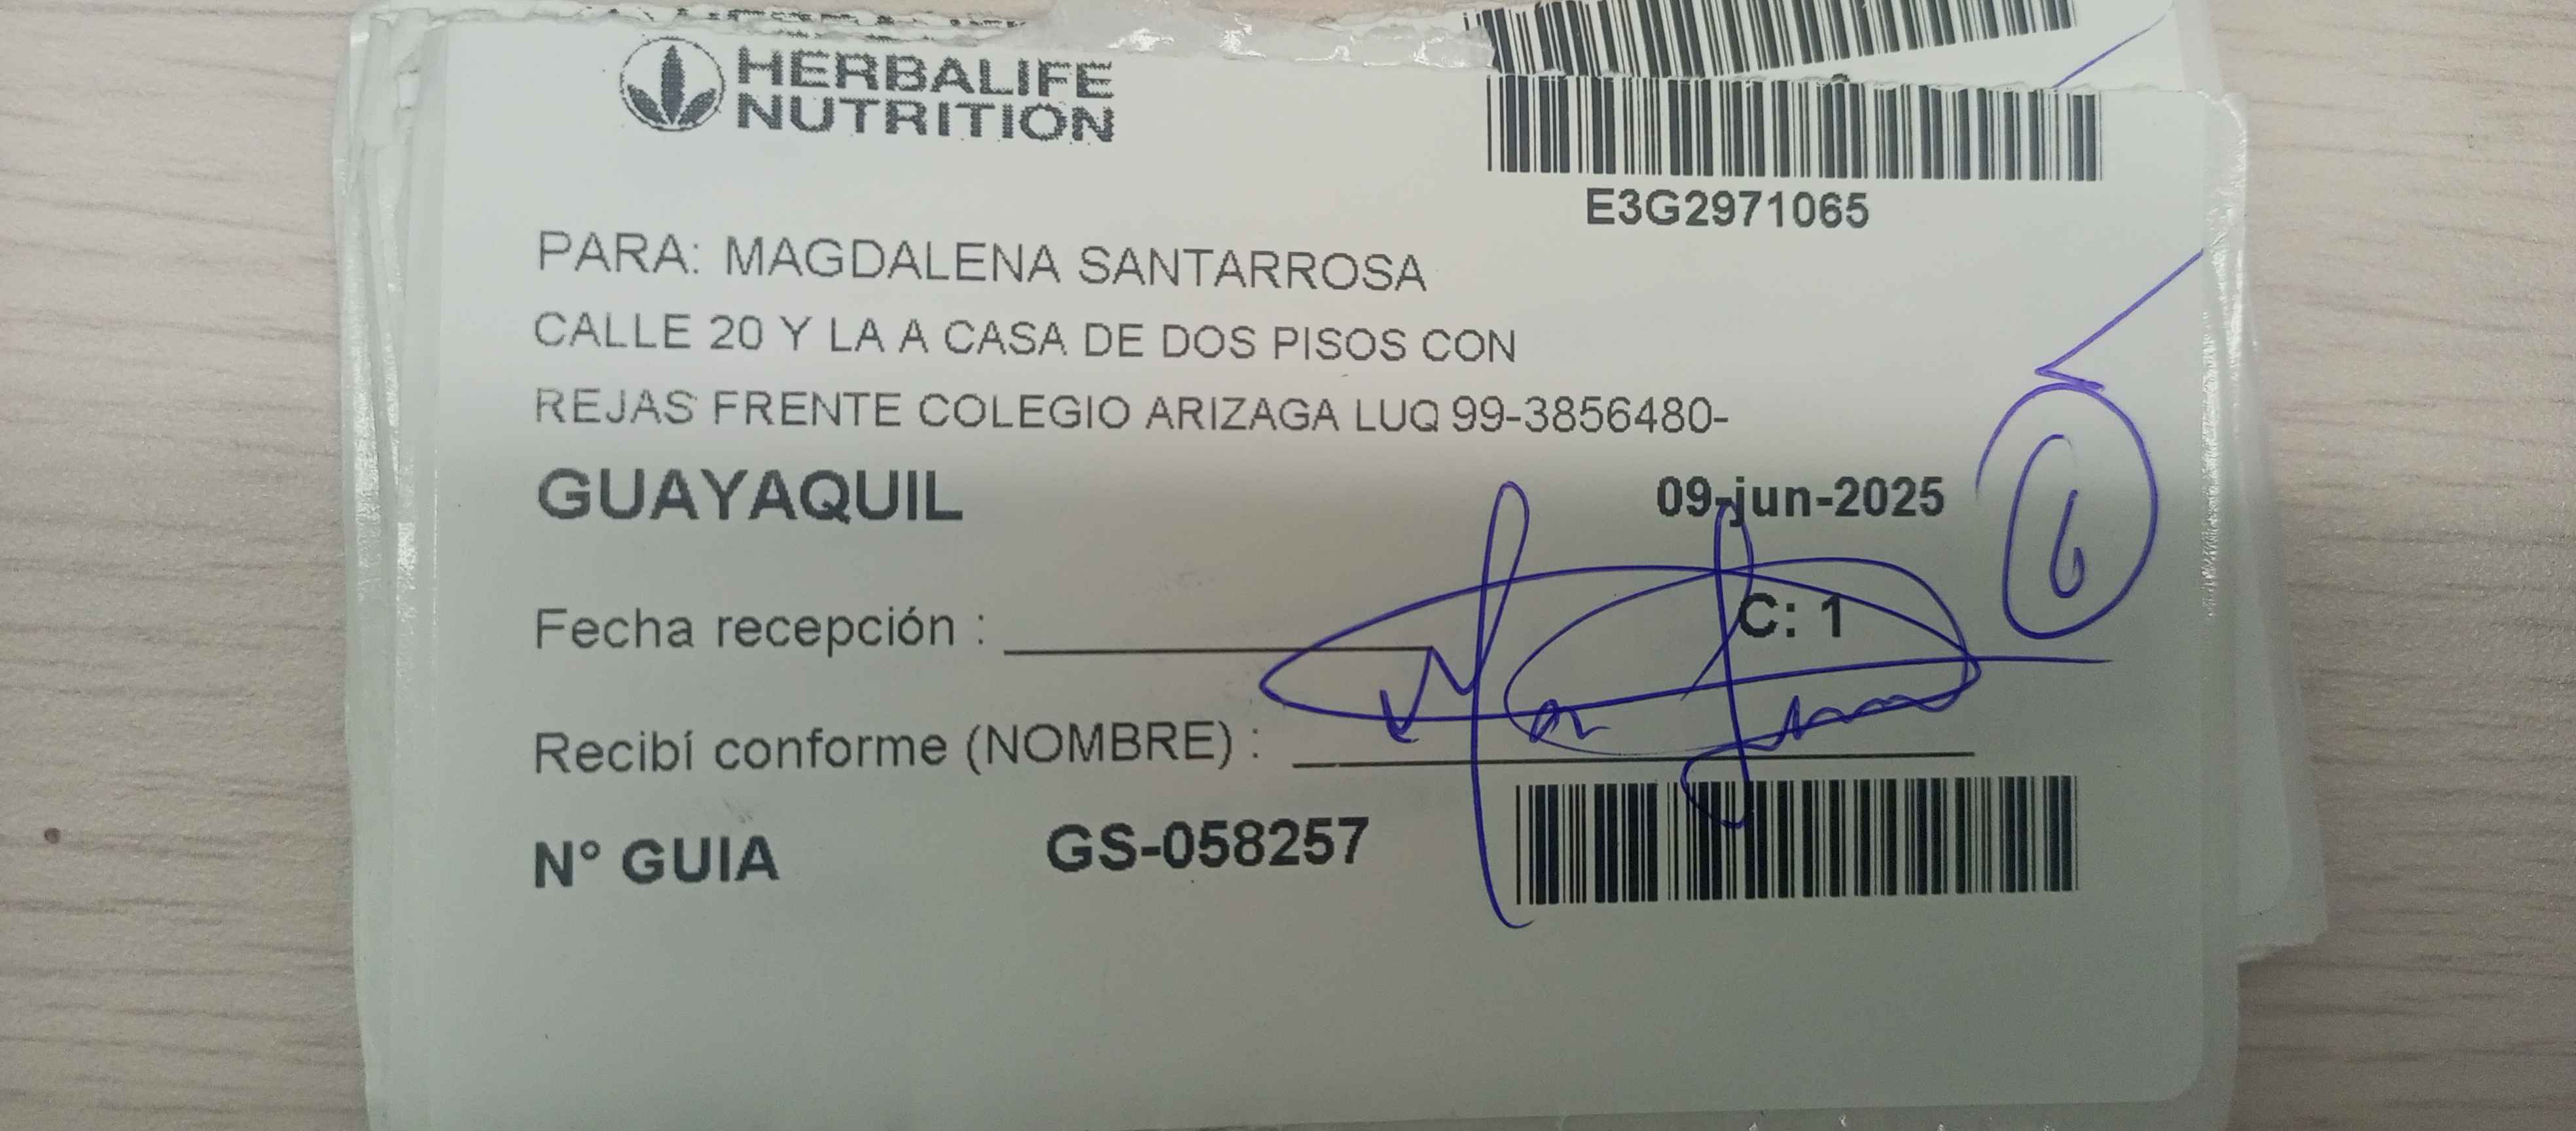 HERBALIFE
NUTRITION
E3G2971065
PARA: MAGDALENA SANTARROSA
CALLE 20 Y LA A CASA DE DOS PISOS CON
REJAS FRENTE COLEGIO ARIZAGA LUQ 99-3856480-
GUAYAQUIL
09-jun-2025
6
Fecha recepción :
C: 1
Recibí conforme (NOMBRE) :
N° GUIA GS-058257